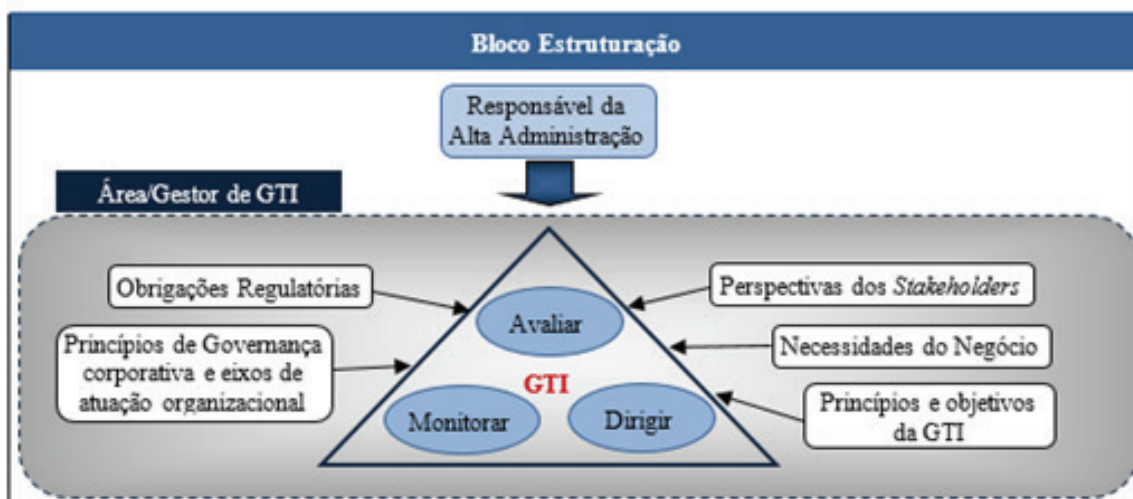 Bloco Estruturação
Responsável da
Alta Administração
Área/Gestor de GTI
Obrigações Regulatórias
Perspectivas dos Stakeholders
Avaliar
Princípios de Governança
corporativa e eixos de
atuação organizacional
Necessidades do Negócio
GTI
Monitorar
Dirigir
Princípios e objetivos
da GTI